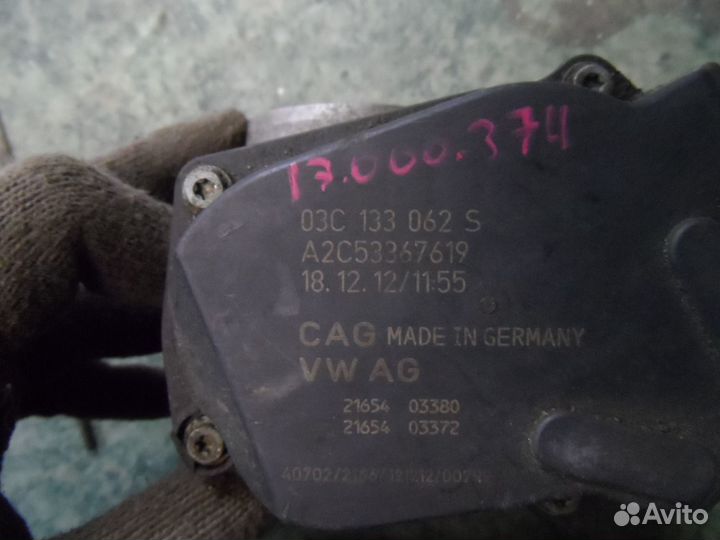 17.000.374
03C 133 062 S
A2C53367619
18.12.12/11:55
CAG MADE IN GERMANY
VW AG
21654 03380
21654 03372
Avito